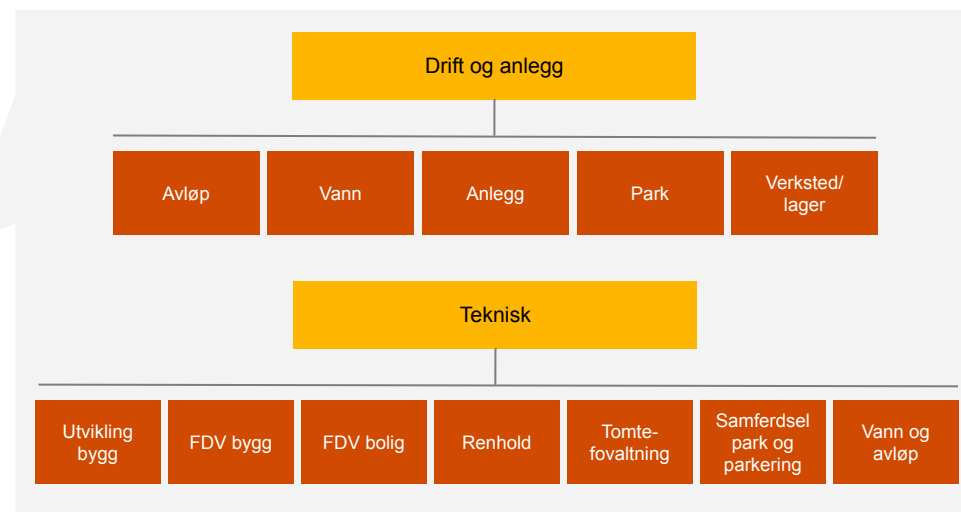 Drift og anlegg
Avløp
Vann
Anlegg
Park
Verksted/
lager
Teknisk
Utvikling
bygg
FDV bygg
FDV bolig
Renhold
Tomte-
fovaltning
Samferdsel
park og
parkering
Vann og
avløp